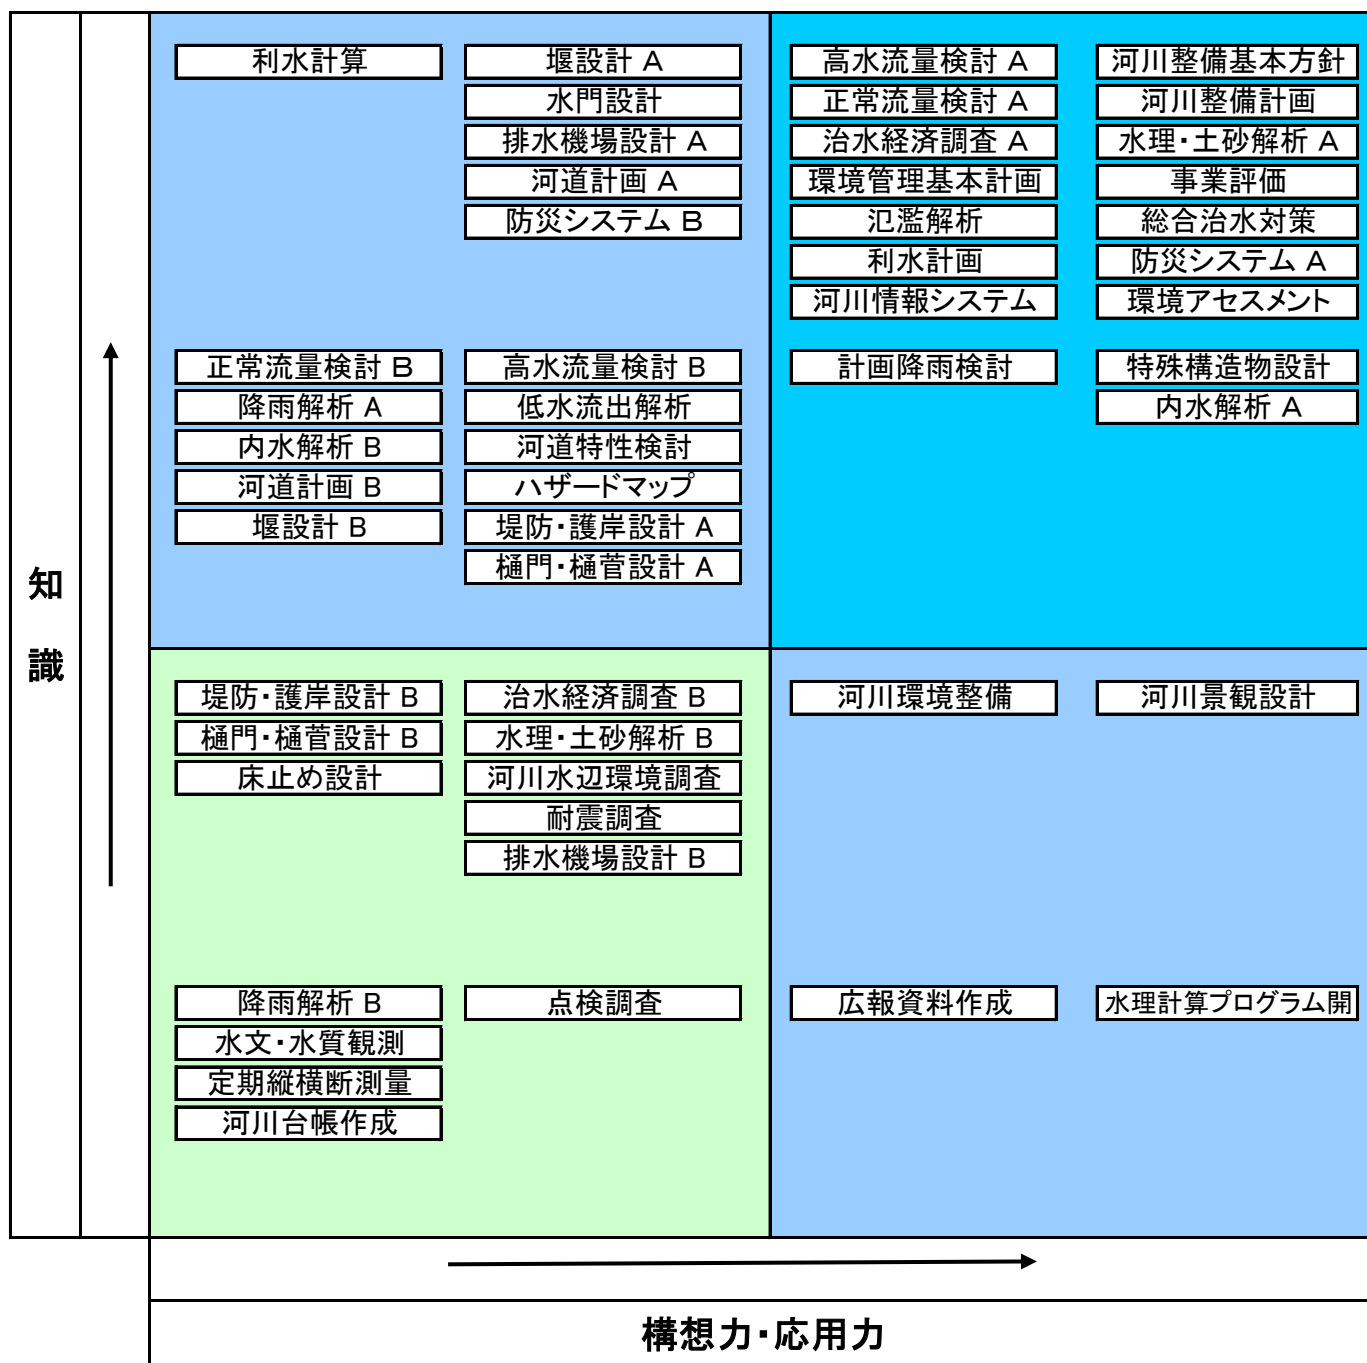 利水計算
堰設計 A
水門設計
排水機場設計 A
河道計画 A
防災システム B
高水流量検討 A
正常流量検討 A
治水経済調査 A
環境管理基本計画
氾濫解析
利水計画
河川情報システム
河川整備基本方針
河川整備計画
水理・土砂解析 A
事業評価
総合治水対策
防災システム A
環境アセスメント
正常流量検討 B
降雨解析 A
内水解析 B
河道計画 B
堰設計 B
高水流量検討 B
低水流出解析
河道特性検討
ハザードマップ
堤防・護岸設計 A
樋門・樋菅設計 A
計画降雨検討
特殊構造物設計
内水解析 A
知
識
堤防・護岸設計 B
樋門・樋菅設計 B
床止め設計
治水経済調査 B
水理・土砂解析 B
河川水辺環境調査
耐震調査
排水機場設計 B
河川環境整備
河川景観設計
降雨解析 B
水文・水質観測
定期縦横断測量
河川台帳作成
点検調査
広報資料作成
水理計算プログラム開
構想力・応用力